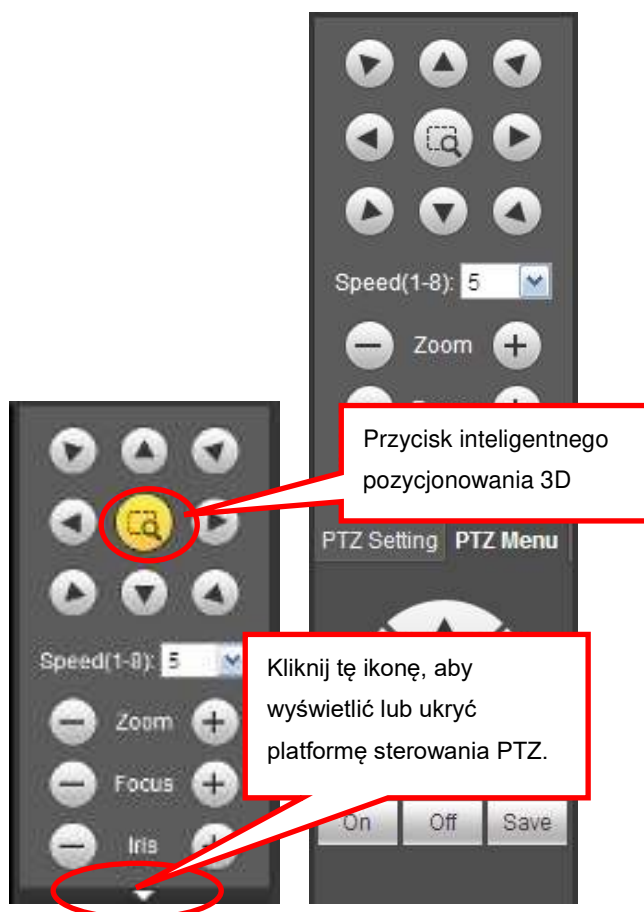 Speed(1-8): 5
Zoom
Przycisk inteligentnego
pozycjonowania 3D
PTZ Setting PTZ Menu
Speed(1-8): 5
Zoom
Focus
Iris
Kliknij tę ikonę, aby
wyświetlić lub ukryć
platformę sterowania PTZ.
On Off Save